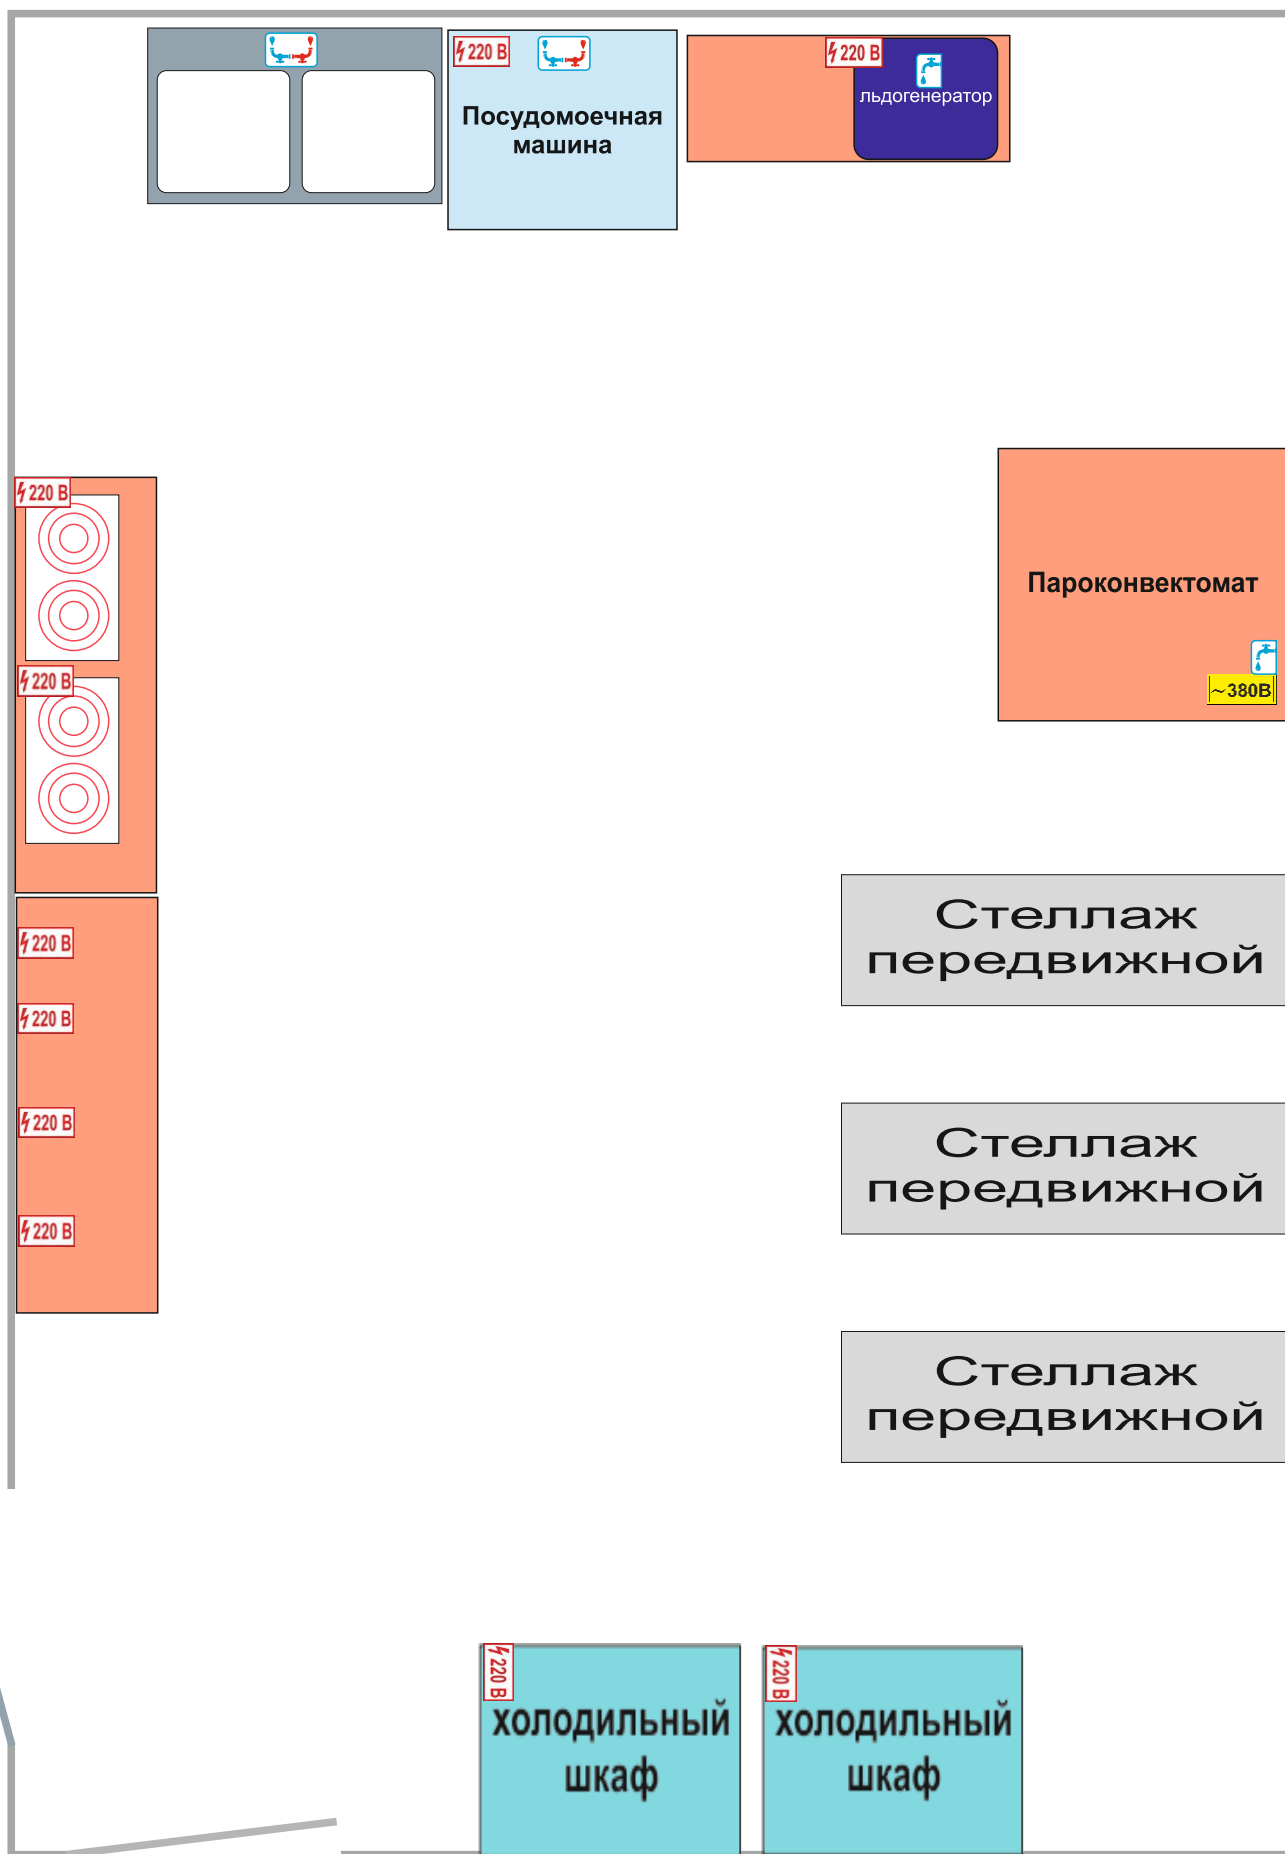 220 В
220 В
Посудомоечная
машина
льдогенератор
220 В
220 В
Пароконвектомат
~380В
220 В
220 В
220 В
220 В
Стеллаж
передвижной
Стеллаж
передвижной
Стеллаж
передвижной
220 В
холодильный
шкаф
220 В
холодильный
шкаф